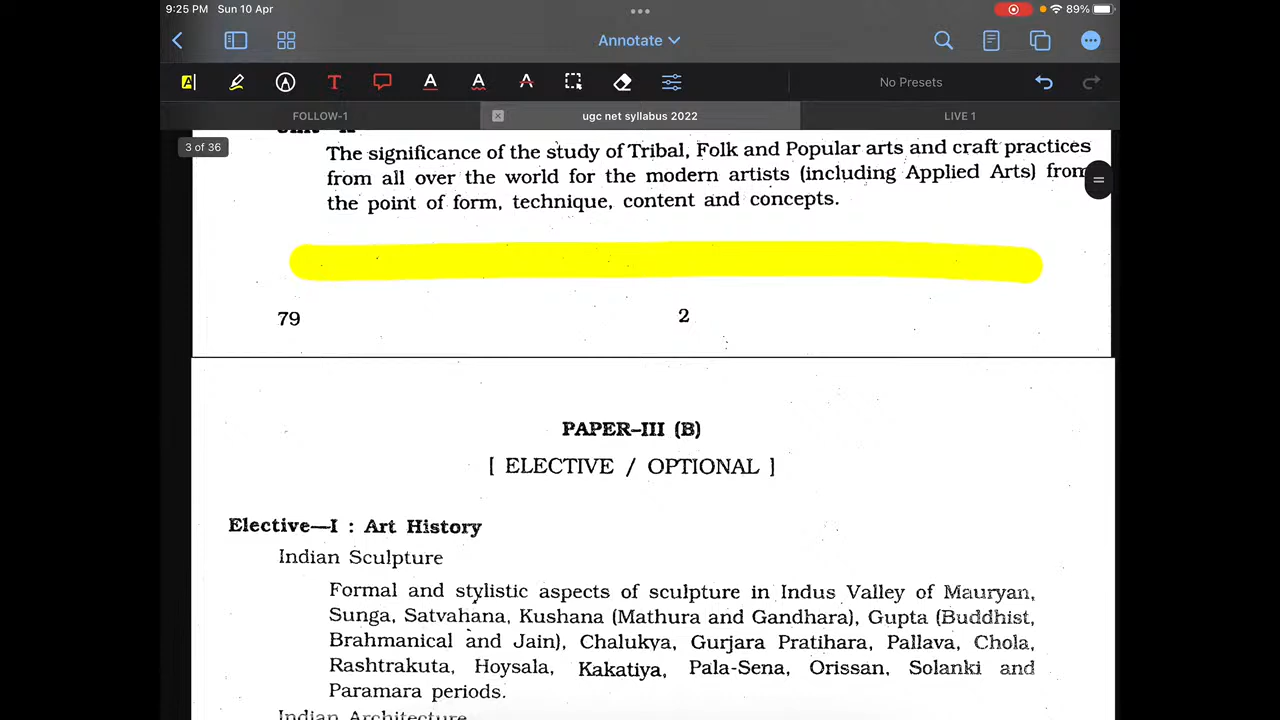 9:25 PM Sun 10 Apr
89%
Annotate
No Presets
FOLLOW-1
ugc net syllabus 2022
LIVE 1
3 of 36
The significance of the study of Tribal, Folk and Popular arts and craft practices
from all over the world for the modern artists (including Applied Arts) from
the point of form, technique, content and concepts.
79
2
PAPER–III (B)
[ ELECTIVE / OPTIONAL ]
Elective—I : Art History
Indian Sculpture
Formal and stylistic aspects of sculpture in Indus Valley of Mauryan,
Sunga, Satvahana, Kushana (Mathura and Gandhara), Gupta (Buddhist,
Brahmanical and Jain), Chalukya, Gurjara Pratihara, Pallava, Chola,
Rashtrakuta, Hoysala, Kakatiya, Pala-Sena, Orissan, Solanki and
Paramara periods.
Indian Architecture